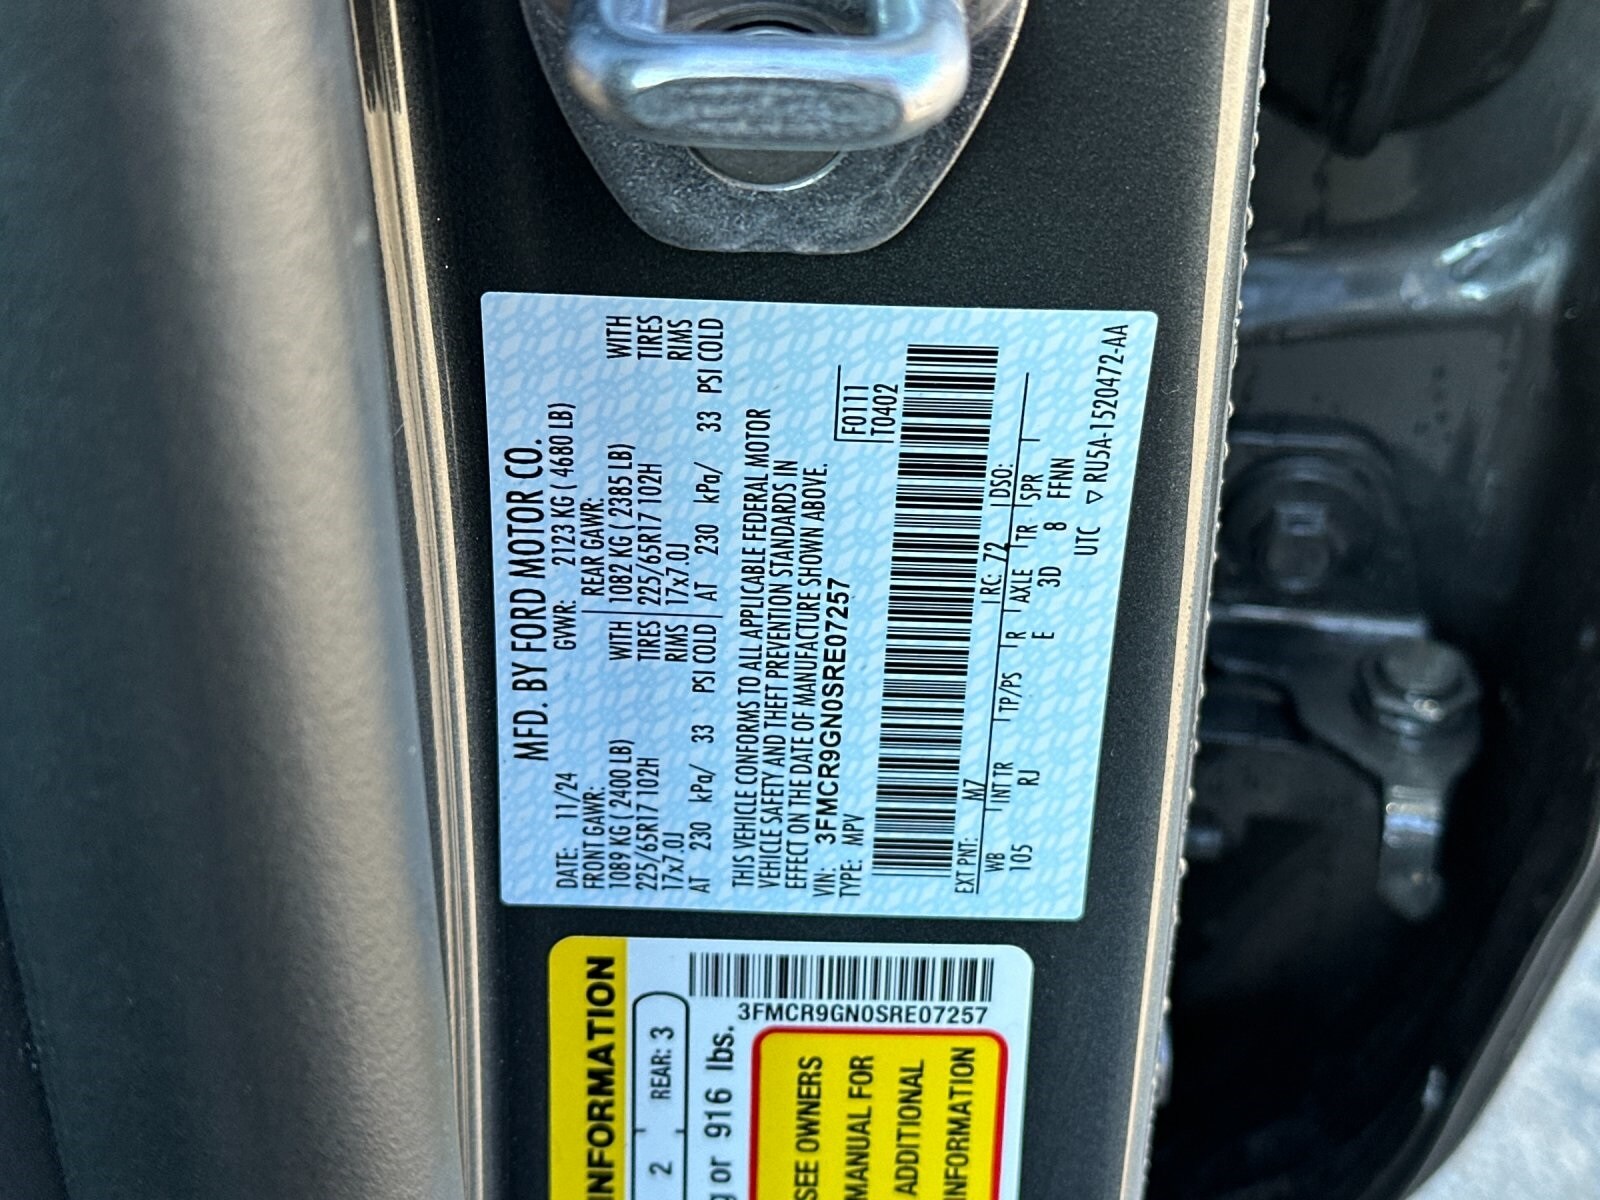 MFD. BY FORD MOTOR CO.
DATE: 11/24 GVWR: 2123 KG ( 4680 LB)
FRONT GAWR: REAR GAWR:
1089 KG ( 2400 LB) WITH 1082 KG ( 2385 LB) WITH
225/65R17 102H TIRES 225/65R17 102H TIRES
17x7.0J RIMS 17x7.0J RIMS
AT 230 kPa/ 33 PSI COLD AT 230 kPa/ 33 PSI COLD
THIS VEHICLE CONFORMS TO ALL APPLICABLE FEDERAL MOTOR
VEHICLE SAFETY AND THEFT PREVENTION STANDARDS IN
EFFECT ON THE DATE OF MANUFACTURE SHOWN ABOVE.
VIN: 3FMCR9GN0SRE07257
TYPE: MPV
F0111
T0402
EXT PNT: M7 RC: 72 DSO:
WB INT TR TP/PS R AXLE TR SPR
105 RJ E 3D 8 FFNN
UTC ▽ RU5A-1520472-AA
INFORMATION
2 REAR: 3
or 916 lbs.
3FMCR9GN0SRE07257
SEE OWNERS
MANUAL FOR
ADDITIONAL
INFORMATION